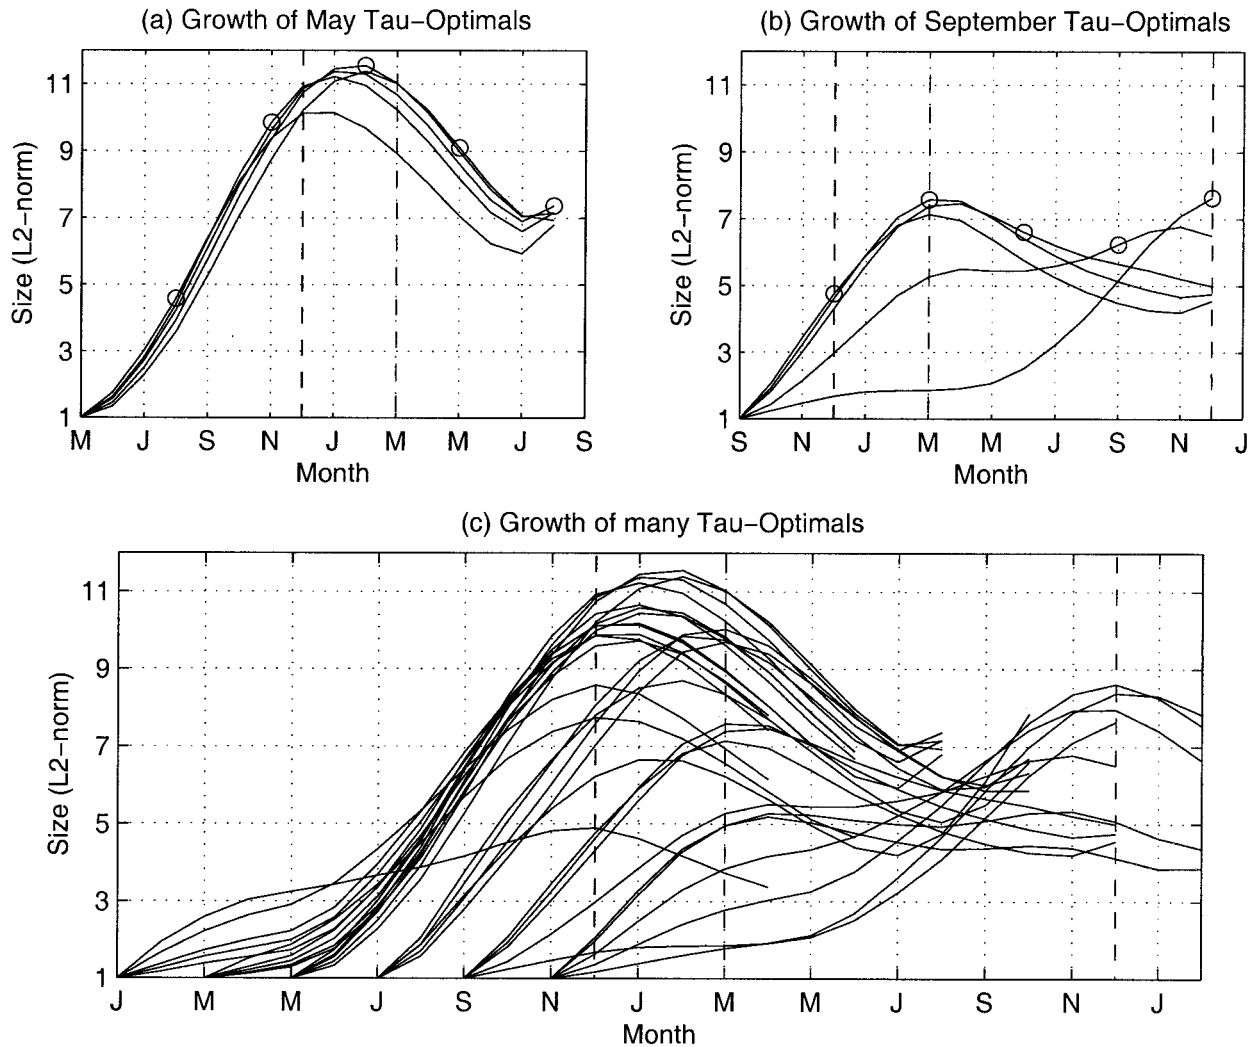 (a) Growth of May Tau−Optimals
11
9
7
5
3
1
Size (L2−norm)
M J S N J M M J S
Month
(b) Growth of September Tau−Optimals
11
9
7
5
3
1
Size (L2−norm)
S N J M M J S N J
Month
(c) Growth of many Tau−Optimals
11
9
7
5
3
1
Size (L2−norm)
J M M J S N J M M J S N J
Month